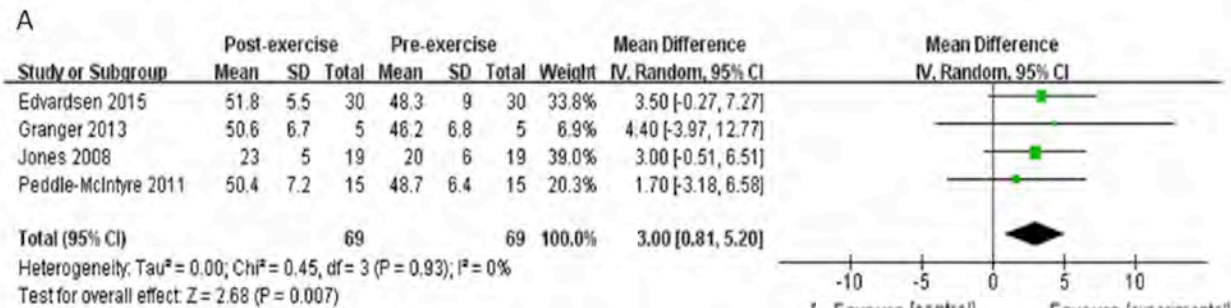 A
Post-exercise Pre-exercise Mean Difference Mean Difference
Study or Subgroup Mean SD Total Mean SD Total Weight IV, Random, 95% CI IV, Random, 95% CI
Edvardsen 2015 51.8 5.5 30 48.3 9 30 33.8% 3.50 [-0.27, 7.27]
Granger 2013 50.6 6.7 5 46.2 6.8 5 6.9% 4.40 [-3.97, 12.77]
Jones 2008 23 5 19 20 6 19 39.0% 3.00 [-0.51, 6.51]
Peddle-McIntyre 2011 50.4 7.2 15 48.7 6.4 15 20.3% 1.70 [-3.18, 6.58]
Total (95% CI) 69 69 100.0% 3.00 [0.81, 5.20]
Heterogeneity: Tau² = 0.00; Chi² = 0.45, df = 3 (P = 0.93); I² = 0%
-10 -5 0 5 10
Test for overall effect: Z = 2.68 (P = 0.007)